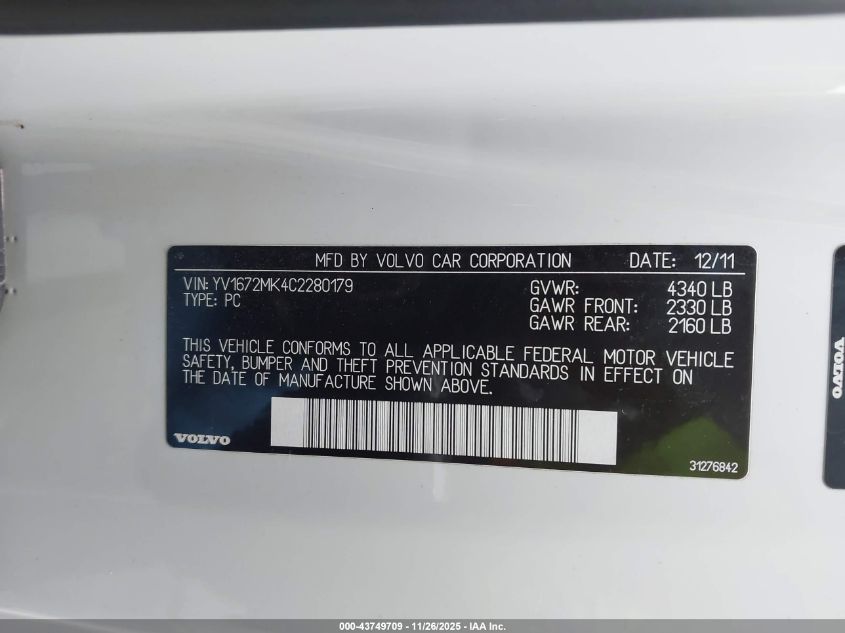 MFD BY VOLVO CAR CORPORATION DATE: 12/11
VIN: YV1672MK4C2280179
TYPE: PC
GVWR: 4340 LB
GAWR FRONT: 2330 LB
GAWR REAR: 2160 LB
THIS VEHICLE CONFORMS TO ALL APPLICABLE FEDERAL MOTOR VEHICLE
SAFETY, BUMPER AND THEFT PREVENTION STANDARDS IN EFFECT ON
THE DATE OF MANUFACTURE SHOWN ABOVE.
VOLVO
31276842
VOLVO
000-43749709 - 11/26/2025 - IAA Inc.